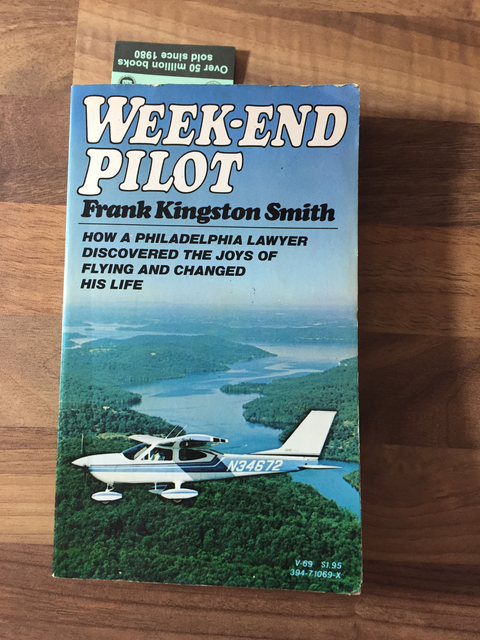 Over 50 million books
sold since 1980
WEEK-END
PILOT
Frank Kingston Smith
HOW A PHILADELPHIA LAWYER
DISCOVERED THE JOYS OF
FLYING AND CHANGED
HIS LIFE
N34672
V-69 $1.95
394-71069-X